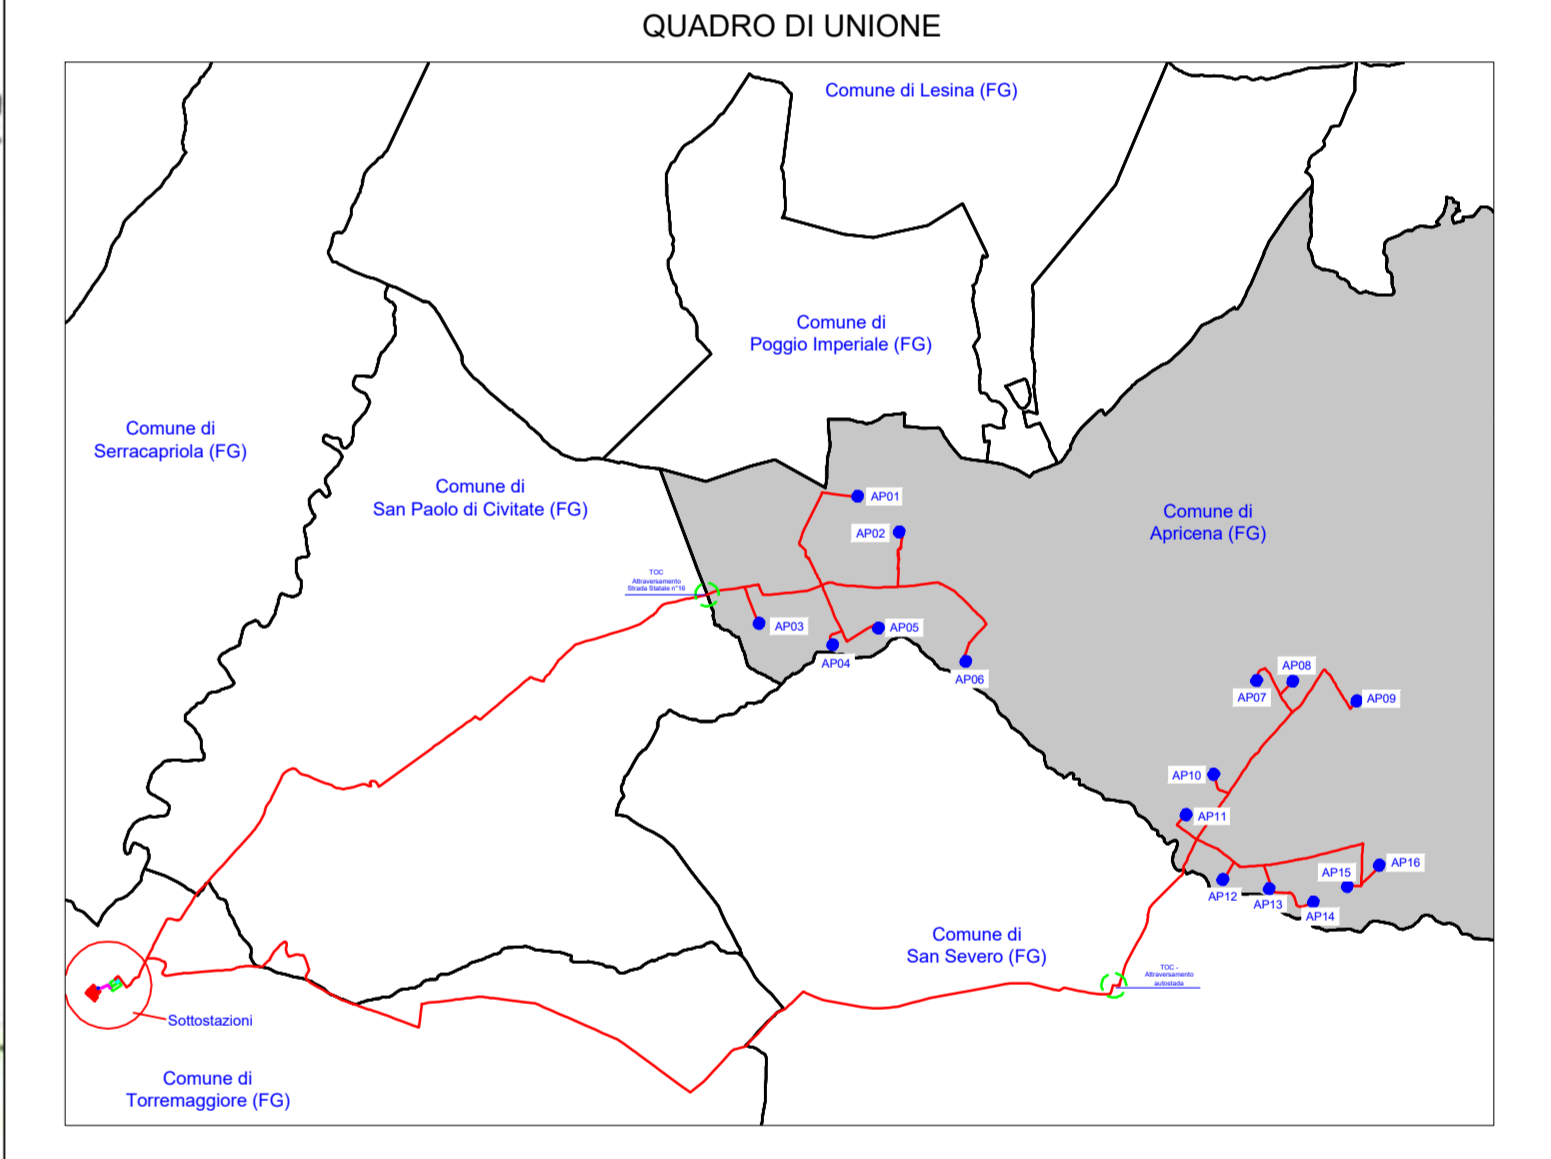 QUADRO DI UNIONE
Comune di Lesina (FG)
Comune di
Poggio Imperiale (FG)
Comune di
Serracapriola (FG)
Comune di
San Paolo di Civitate (FG)
Comune di
Apricena (FG)
AP01
AP02
TOC
Attraversamento
Strada Statale n°16
AP03
AP05
AP04
AP06
AP08
AP07
AP09
AP10
AP11
AP16
AP15
AP12
AP13
AP14
Comune di
San Severo (FG)
TOC -
Attraversamento
autostada
Sottostazioni
Comune di
Torremaggiore (FG)